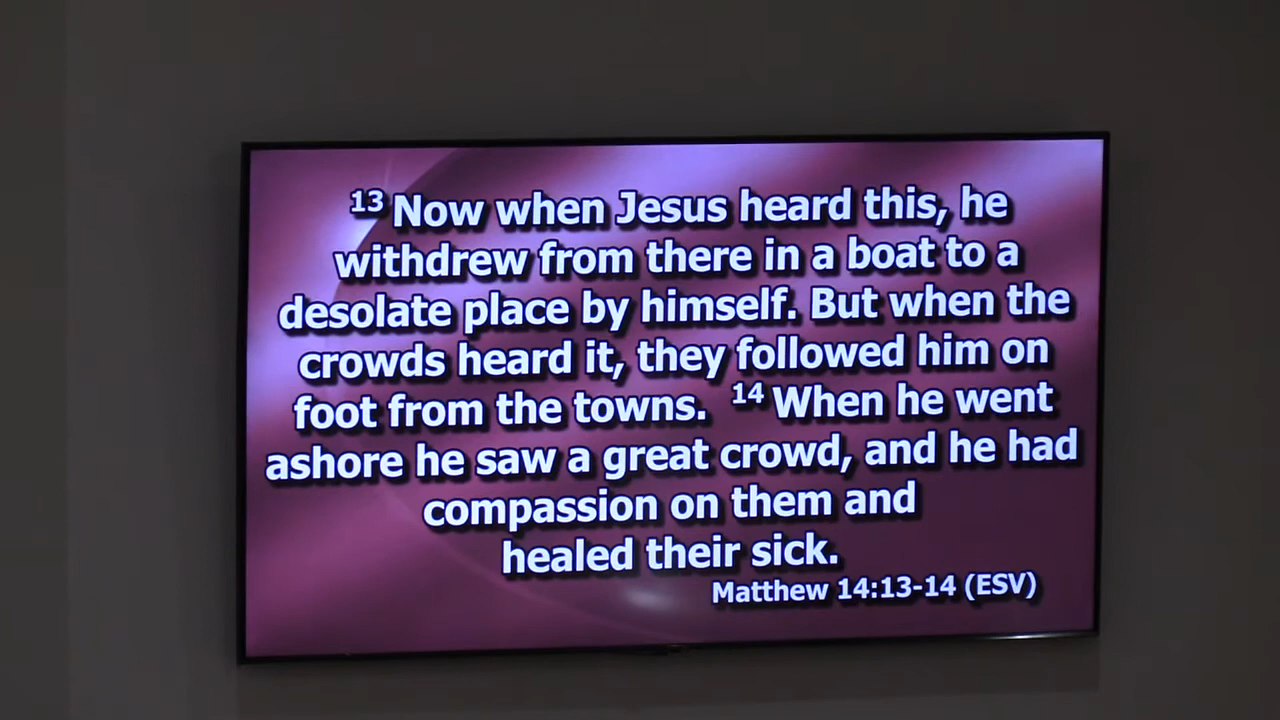 13 Now when Jesus heard this, he
withdrew from there in a boat to a
desolate place by himself. But when the
crowds heard it, they followed him on
foot from the towns. 14 When he went
ashore he saw a great crowd, and he had
compassion on them and
healed their sick.
Matthew 14:13-14 (ESV)